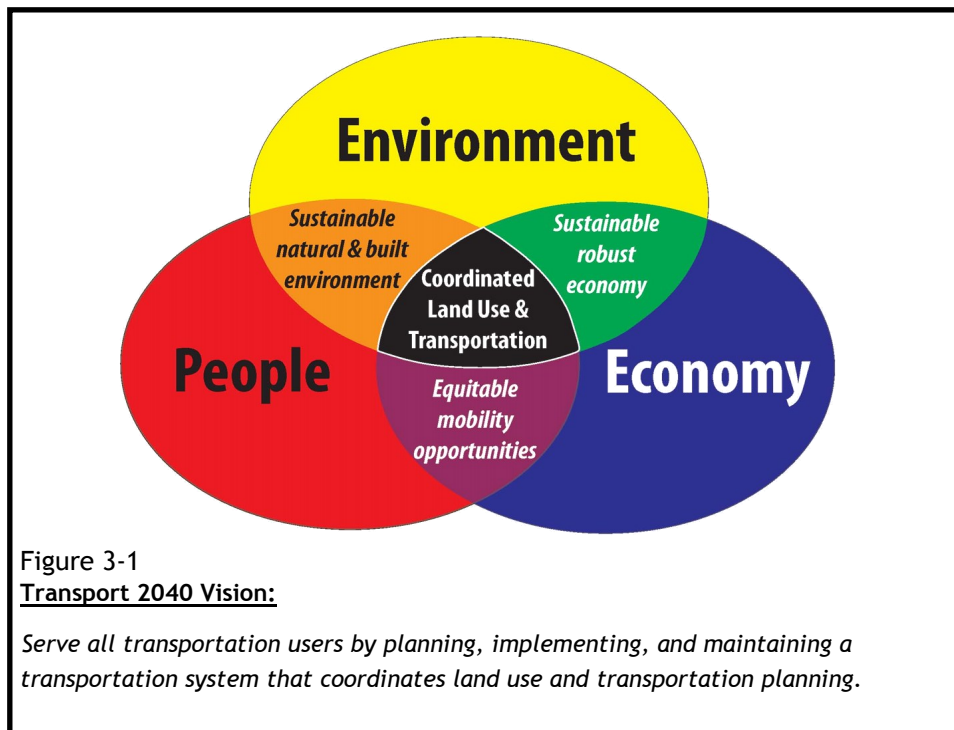 Environment
Sustainable
natural & built
environment
Sustainable
robust
economy
Coordinated
Land Use &
Transportation
People
Economy
Equitable
mobility
opportunities
Figure 3-1
Transport 2040 Vision:
Serve all transportation users by planning, implementing, and maintaining a
transportation system that coordinates land use and transportation planning.